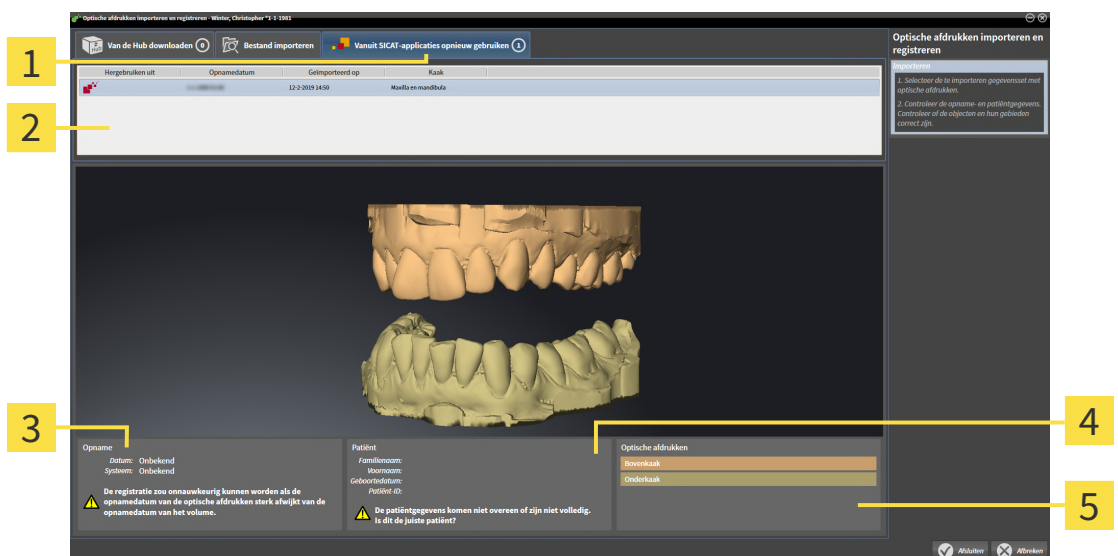 Optische afdrukken importeren en registreren - Winter, Christopher *1-1-1981
Hub
Van de Hub downloaden 0
Bestand importeren
Vanuit SICAT-applicaties opnieuw gebruiken 1
Optische afdrukken importeren en
registreren
1
Hergebruiken uit Opnamedatum Geïmporteerd op Kaak
12-2-2019 14:50 Maxilla en mandibula
2
Importeren
1. Selecteer de te importeren gegevensset met
optische afdrukken.
2. Controleer de opname- en patiëntgegevens.
Controleer of de objecten en hun gebieden
correct zijn.
3
Opname
Datum: Onbekend
Systeem: Onbekend
De registratie zou onnauwkeurig kunnen worden als de
opnamedatum van de optische afdrukken sterk afwijkt van de
opnamedatum van het volume.
Patiënt
Familienaam:
Voornaam:
Geboortedatum:
Patiënt-ID:
De patiëntgegevens komen niet overeen of zijn niet volledig.
Is dit de juiste patiënt?
4
Optische afdrukken
Bovenkaak
Onderkaak
5
Afsluiten
Afbreken